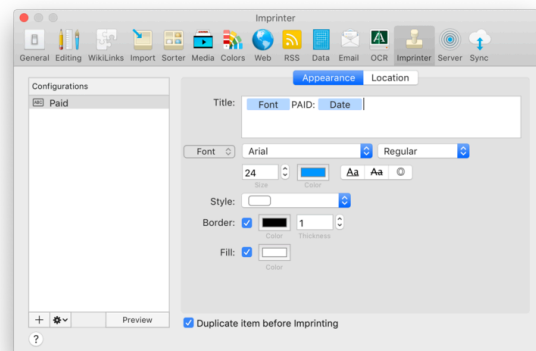 Imprinter
General Editing WikiLinks Import Sorter Media Colors Web RSS Data Email OCR Imprinter Server Sync
Appearance Location
Configurations
ABC Paid
Title: Font PAID: Date
Font Arial Regular
24 Aa Aa O
Size Color
Style:
Border: 1
Color Thickness
Fill:
Color
+ Preview
Duplicate item before Imprinting
?